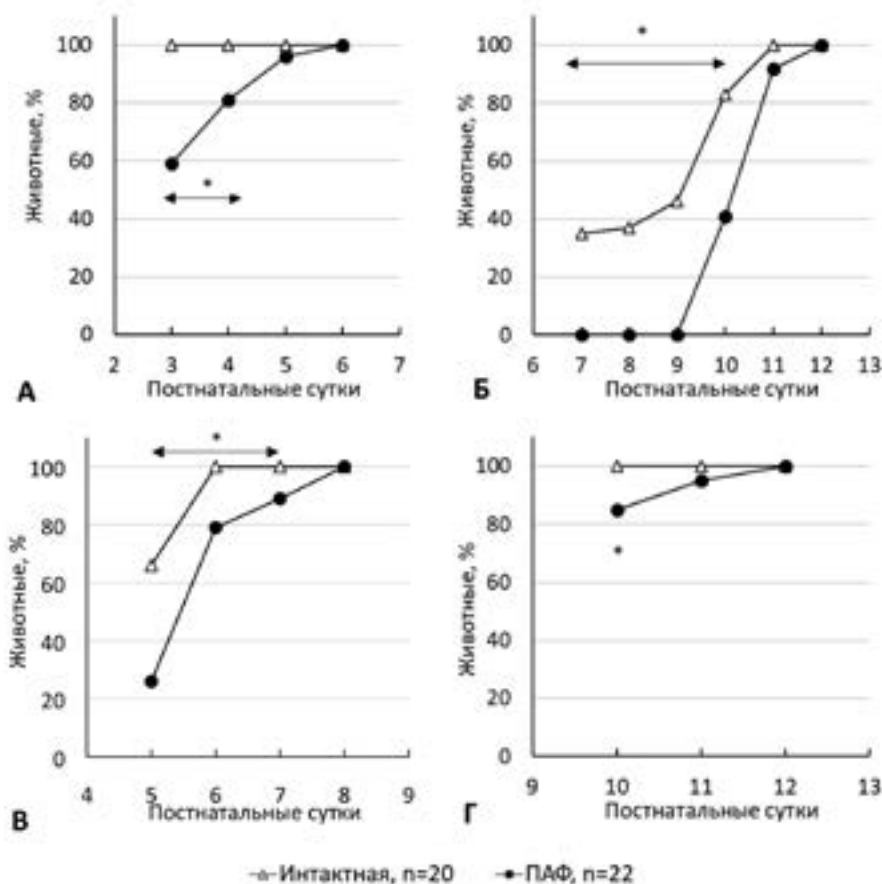 Животные, %
100
80
60
40
20
0
*
2 3 4 5 6 7
А Постнатальные сутки
Животные, %
100
80
60
40
20
0
*
6 7 8 9 10 11 12 13
Б Постнатальные сутки
Животные, %
100
80
60
40
20
0
*
4 5 6 7 8 9
В Постнатальные сутки
Животные, %
100
80
60
40
20
0
*
9 10 11 12 13
Г Постнатальные сутки
Интактная, n=20 ПАФ, n=22